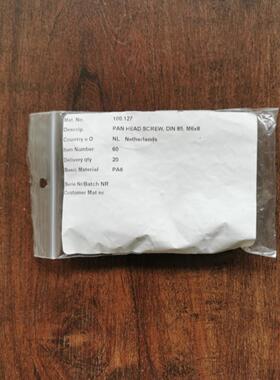 Mat. No. 100.127
Descrip. PAN HEAD SCREW, DIN 85, M6x8
Country o O NL Netherlands
Item Number 60
Delivery qty 20
Basic Material PA6
Serie Nr/Batch NR
Customer Mat nr